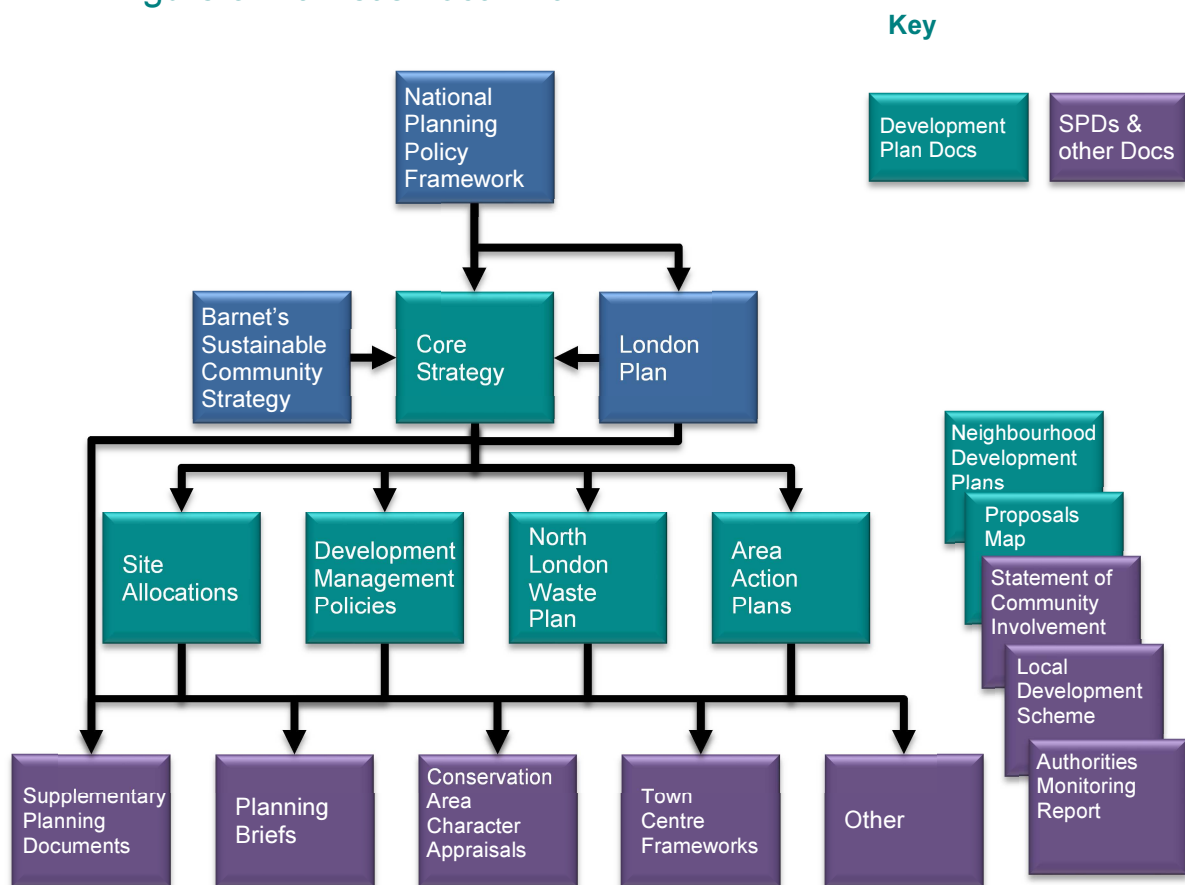 Key
National
Planning
Policy
Framework
Development
Plan Docs
SPDs &
other Docs
Barnet's
Sustainable
Community
Strategy
Core
Strategy
London
Plan
Neighbourhood
Development
Plans
Proposals
Map
Statement of
Community
Involvement
Local
Development
Scheme
Authorities
Monitoring
Report
Site
Allocations
Development
Management
Policies
North
London
Waste
Plan
Area
Action
Plans
Supplementary
Planning
Documents
Planning
Briefs
Conservation
Area
Character
Appraisals
Town
Centre
Frameworks
Other